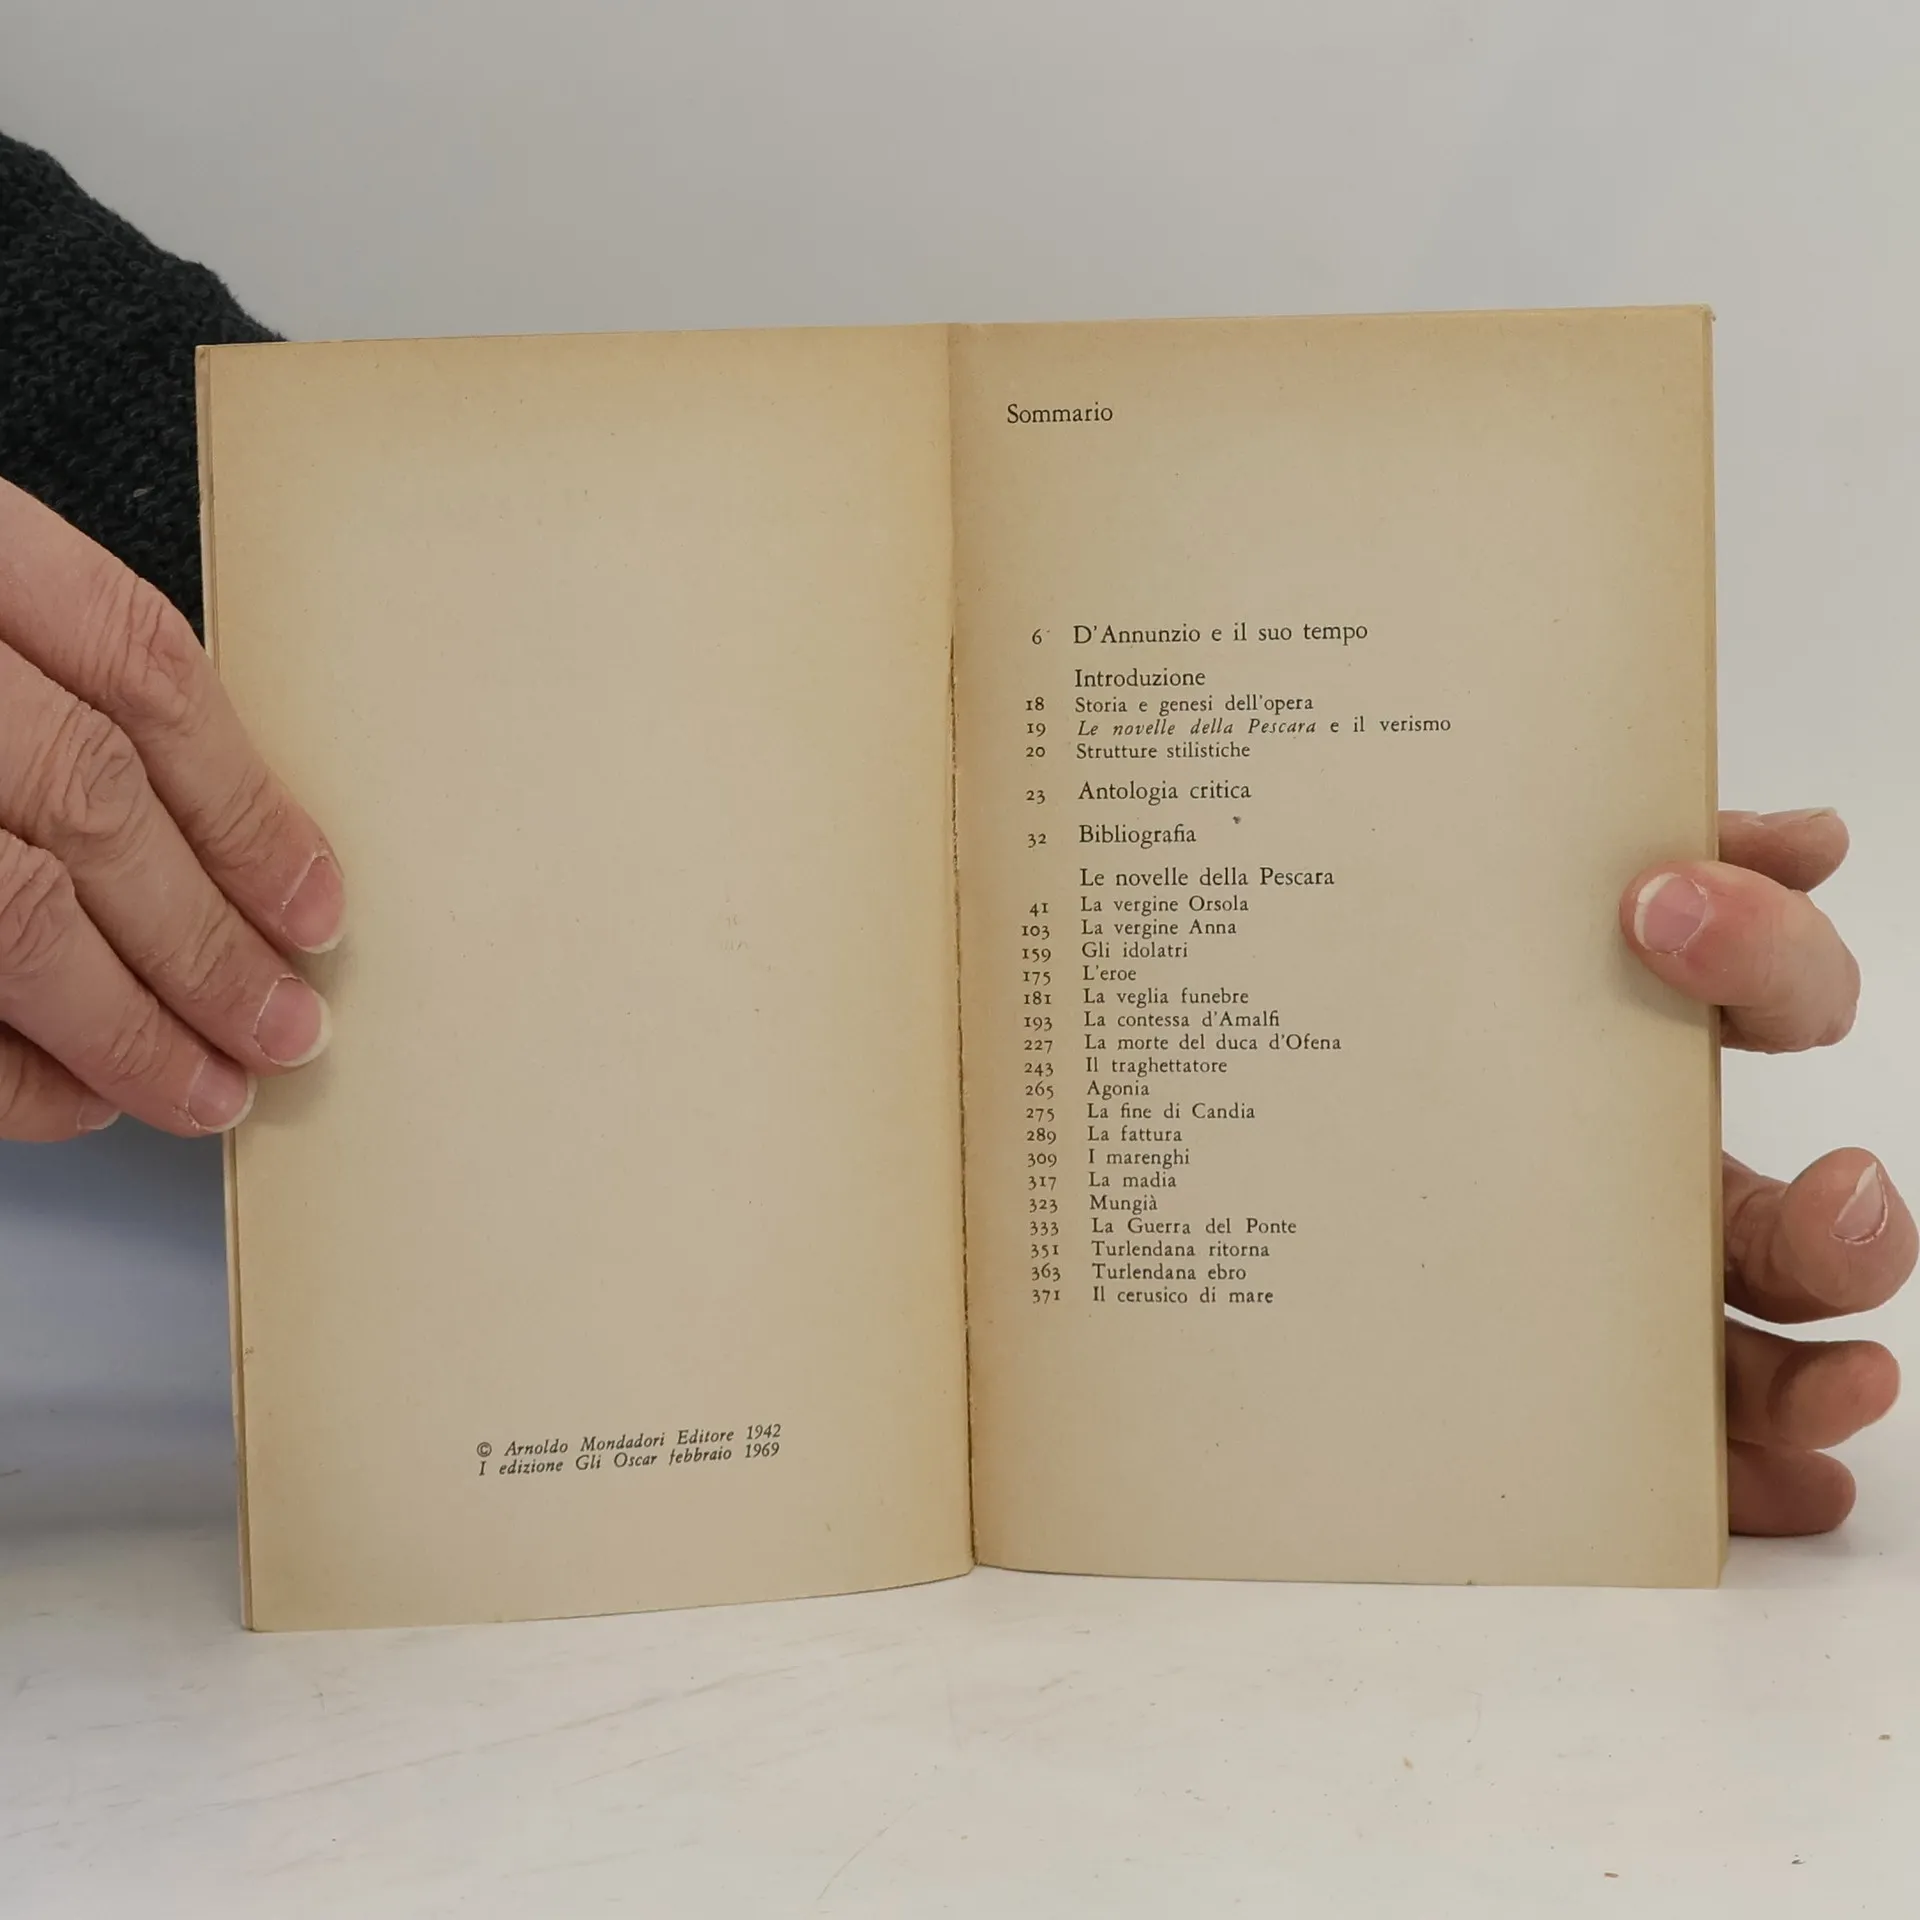 © Arnoldo Mondadori Editore 1942
I edizione Gli Oscar febbraio 1969
Sommario
6 D'Annunzio e il suo tempo
Introduzione
18 Storia e genesi dell'opera
19 Le novelle della Pescara e il verismo
20 Strutture stilistiche
23 Antologia critica
32 Bibliografia
Le novelle della Pescara
41 La vergine Orsola
103 La vergine Anna
159 Gli idolatri
175 L'eroe
181 La veglia funebre
193 La contessa d'Amalfi
227 La morte del duca d'Ofena
243 Il traghettatore
265 Agonia
275 La fine di Candia
289 La fattura
309 I marenghi
317 La madia
323 Mungià
333 La Guerra del Ponte
351 Turlendana ritorna
363 Turlendana ebro
371 Il cerusico di mare